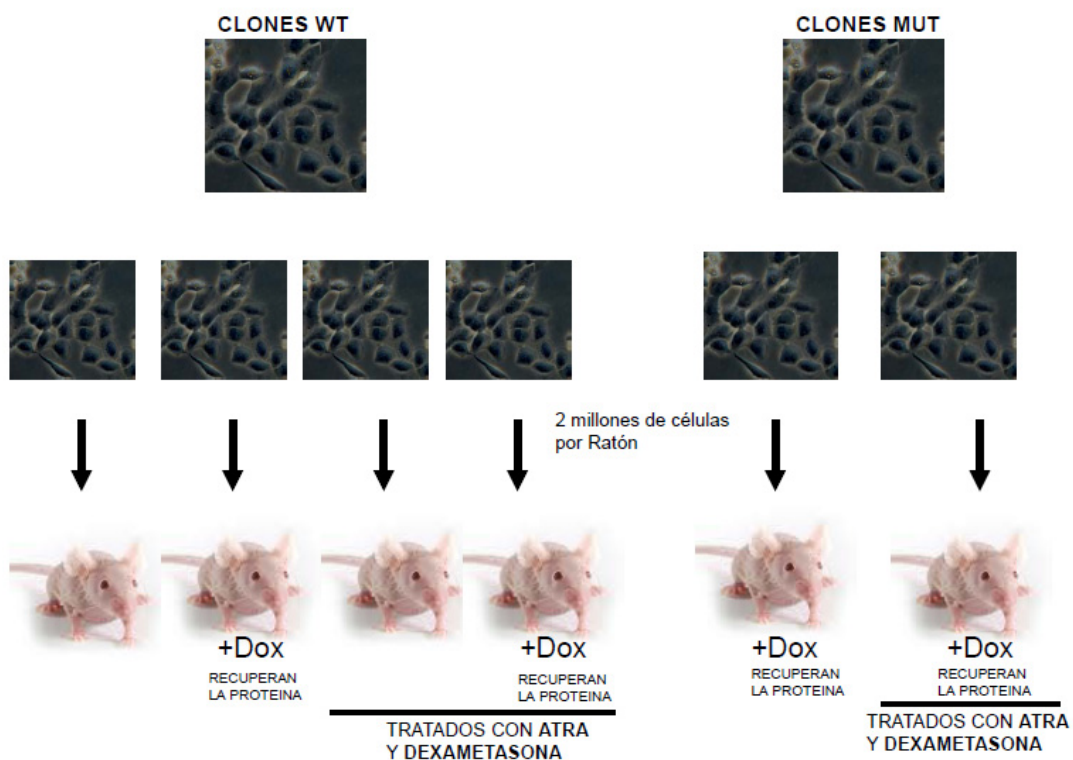 CLONES WT
CLONES MUT
2 millones de células
por Ratón
+Dox
RECUPERAN
LA PROTEINA
+Dox
RECUPERAN
LA PROTEINA
TRATADOS CON ATRA
Y DEXAMETASONA
+Dox
RECUPERAN
LA PROTEINA
+Dox
RECUPERAN
LA PROTEINA
TRATADOS CON ATRA
Y DEXAMETASONA